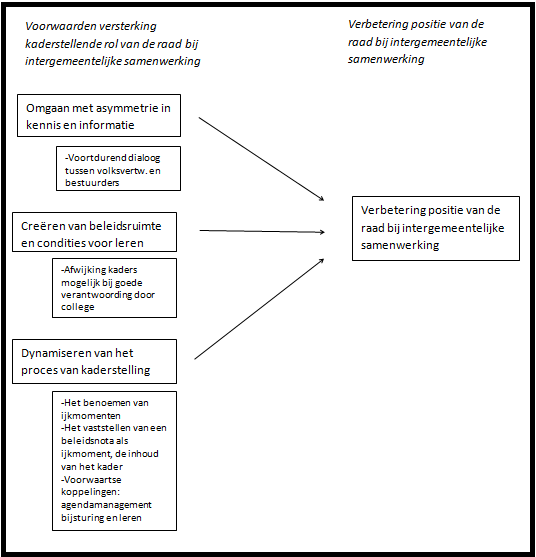 Voorwaarden versterking
kaderstellende rol van de raad bij
intergemeentelijke samenwerking
Verbetering positie van de
raad bij intergemeentelijke
samenwerking
Omgaan met asymmetrie in
kennis en informatie
-Voortdurend dialoog
tussen volksvertw. en
bestuurders
Creëren van beleidsruimte
en condities voor leren
-Afwijking kaders
mogelijk bij goede
verantwoording door
college
Dynamiseren van het
proces van kaderstelling
-Het benoemen van
ijkmomenten
-Het vaststellen van een
beleidsnota als
ijkmoment, de inhoud
van het kader
-Voorwaartse
koppelingen:
agendamanagement
bijsturing en leren
Verbetering positie van de
raad bij intergemeentelijke
samenwerking